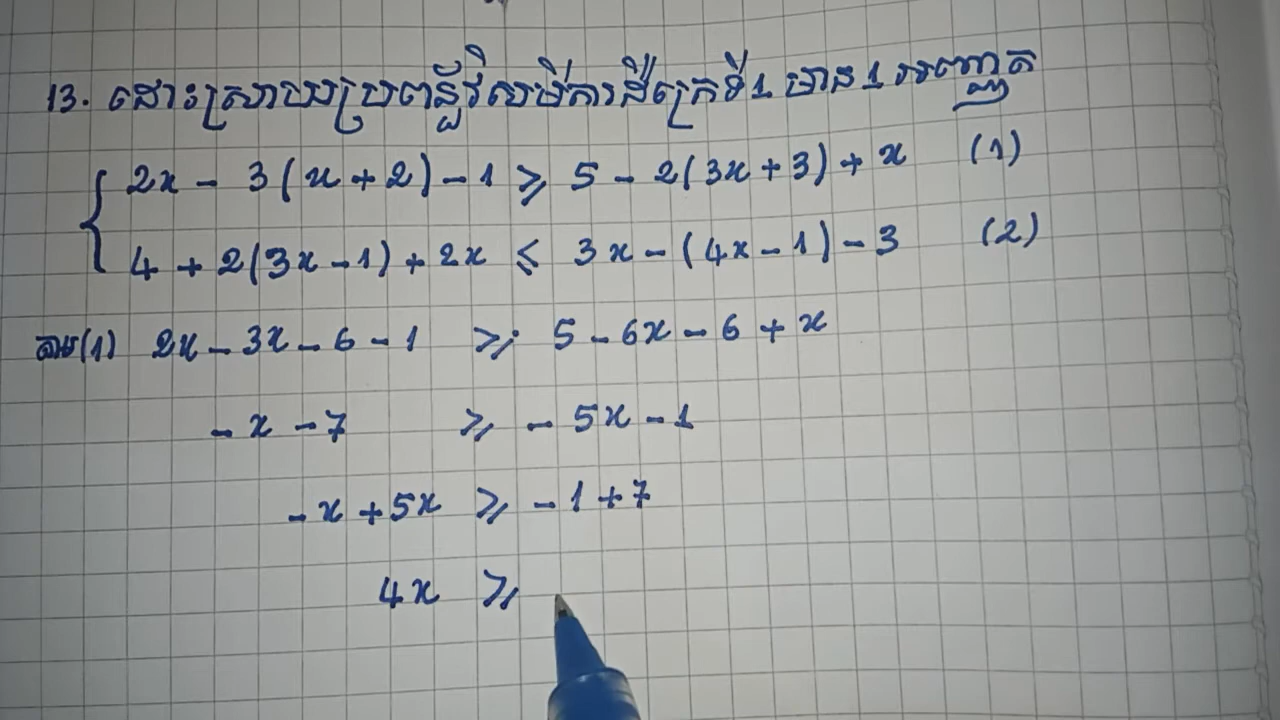 13. ដោះស្រាយប្រព័ន្ធវិសមីការដឺក្រេទី1 មាន1 អញ្ញាត
2x - 3(x + 2) - 1 ⩾ 5 - 2(3x + 3) + x (1)
4 + 2(3x - 1) + 2x ⩽ 3x - (4x - 1) - 3 (2)
តាម(1) 2x - 3x - 6 - 1 ⩾ 5 - 6x - 6 + x
- x - 7 ⩾ - 5x - 1
- x + 5x ⩾ - 1 + 7
4x ⩾